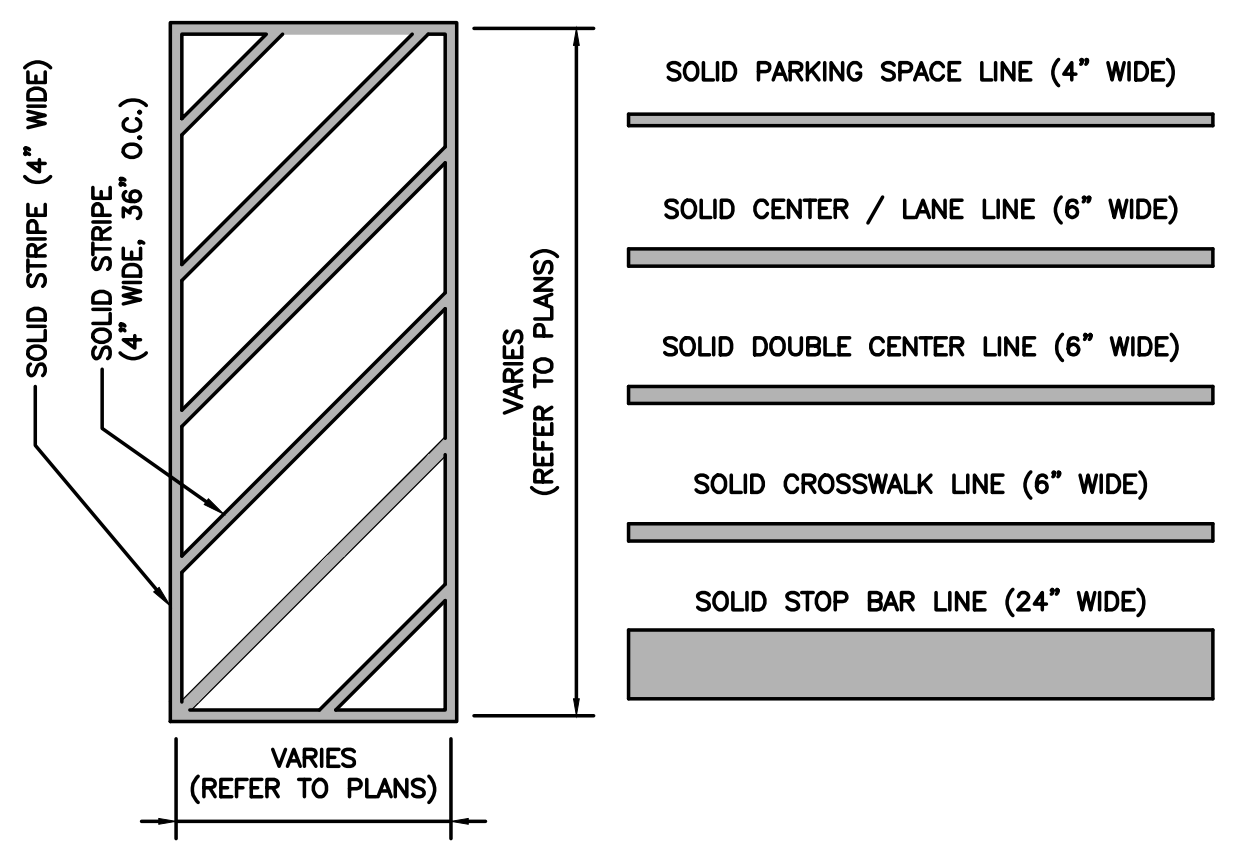 SOLID STRIPE (4” WIDE)
SOLID STRIPE
(4” WIDE, 36” O.C.)
VARIES
(REFER TO PLANS)
VARIES
(REFER TO PLANS)
SOLID PARKING SPACE LINE (4” WIDE)
SOLID CENTER / LANE LINE (6” WIDE)
SOLID DOUBLE CENTER LINE (6” WIDE)
SOLID CROSSWALK LINE (6” WIDE)
SOLID STOP BAR LINE (24” WIDE)